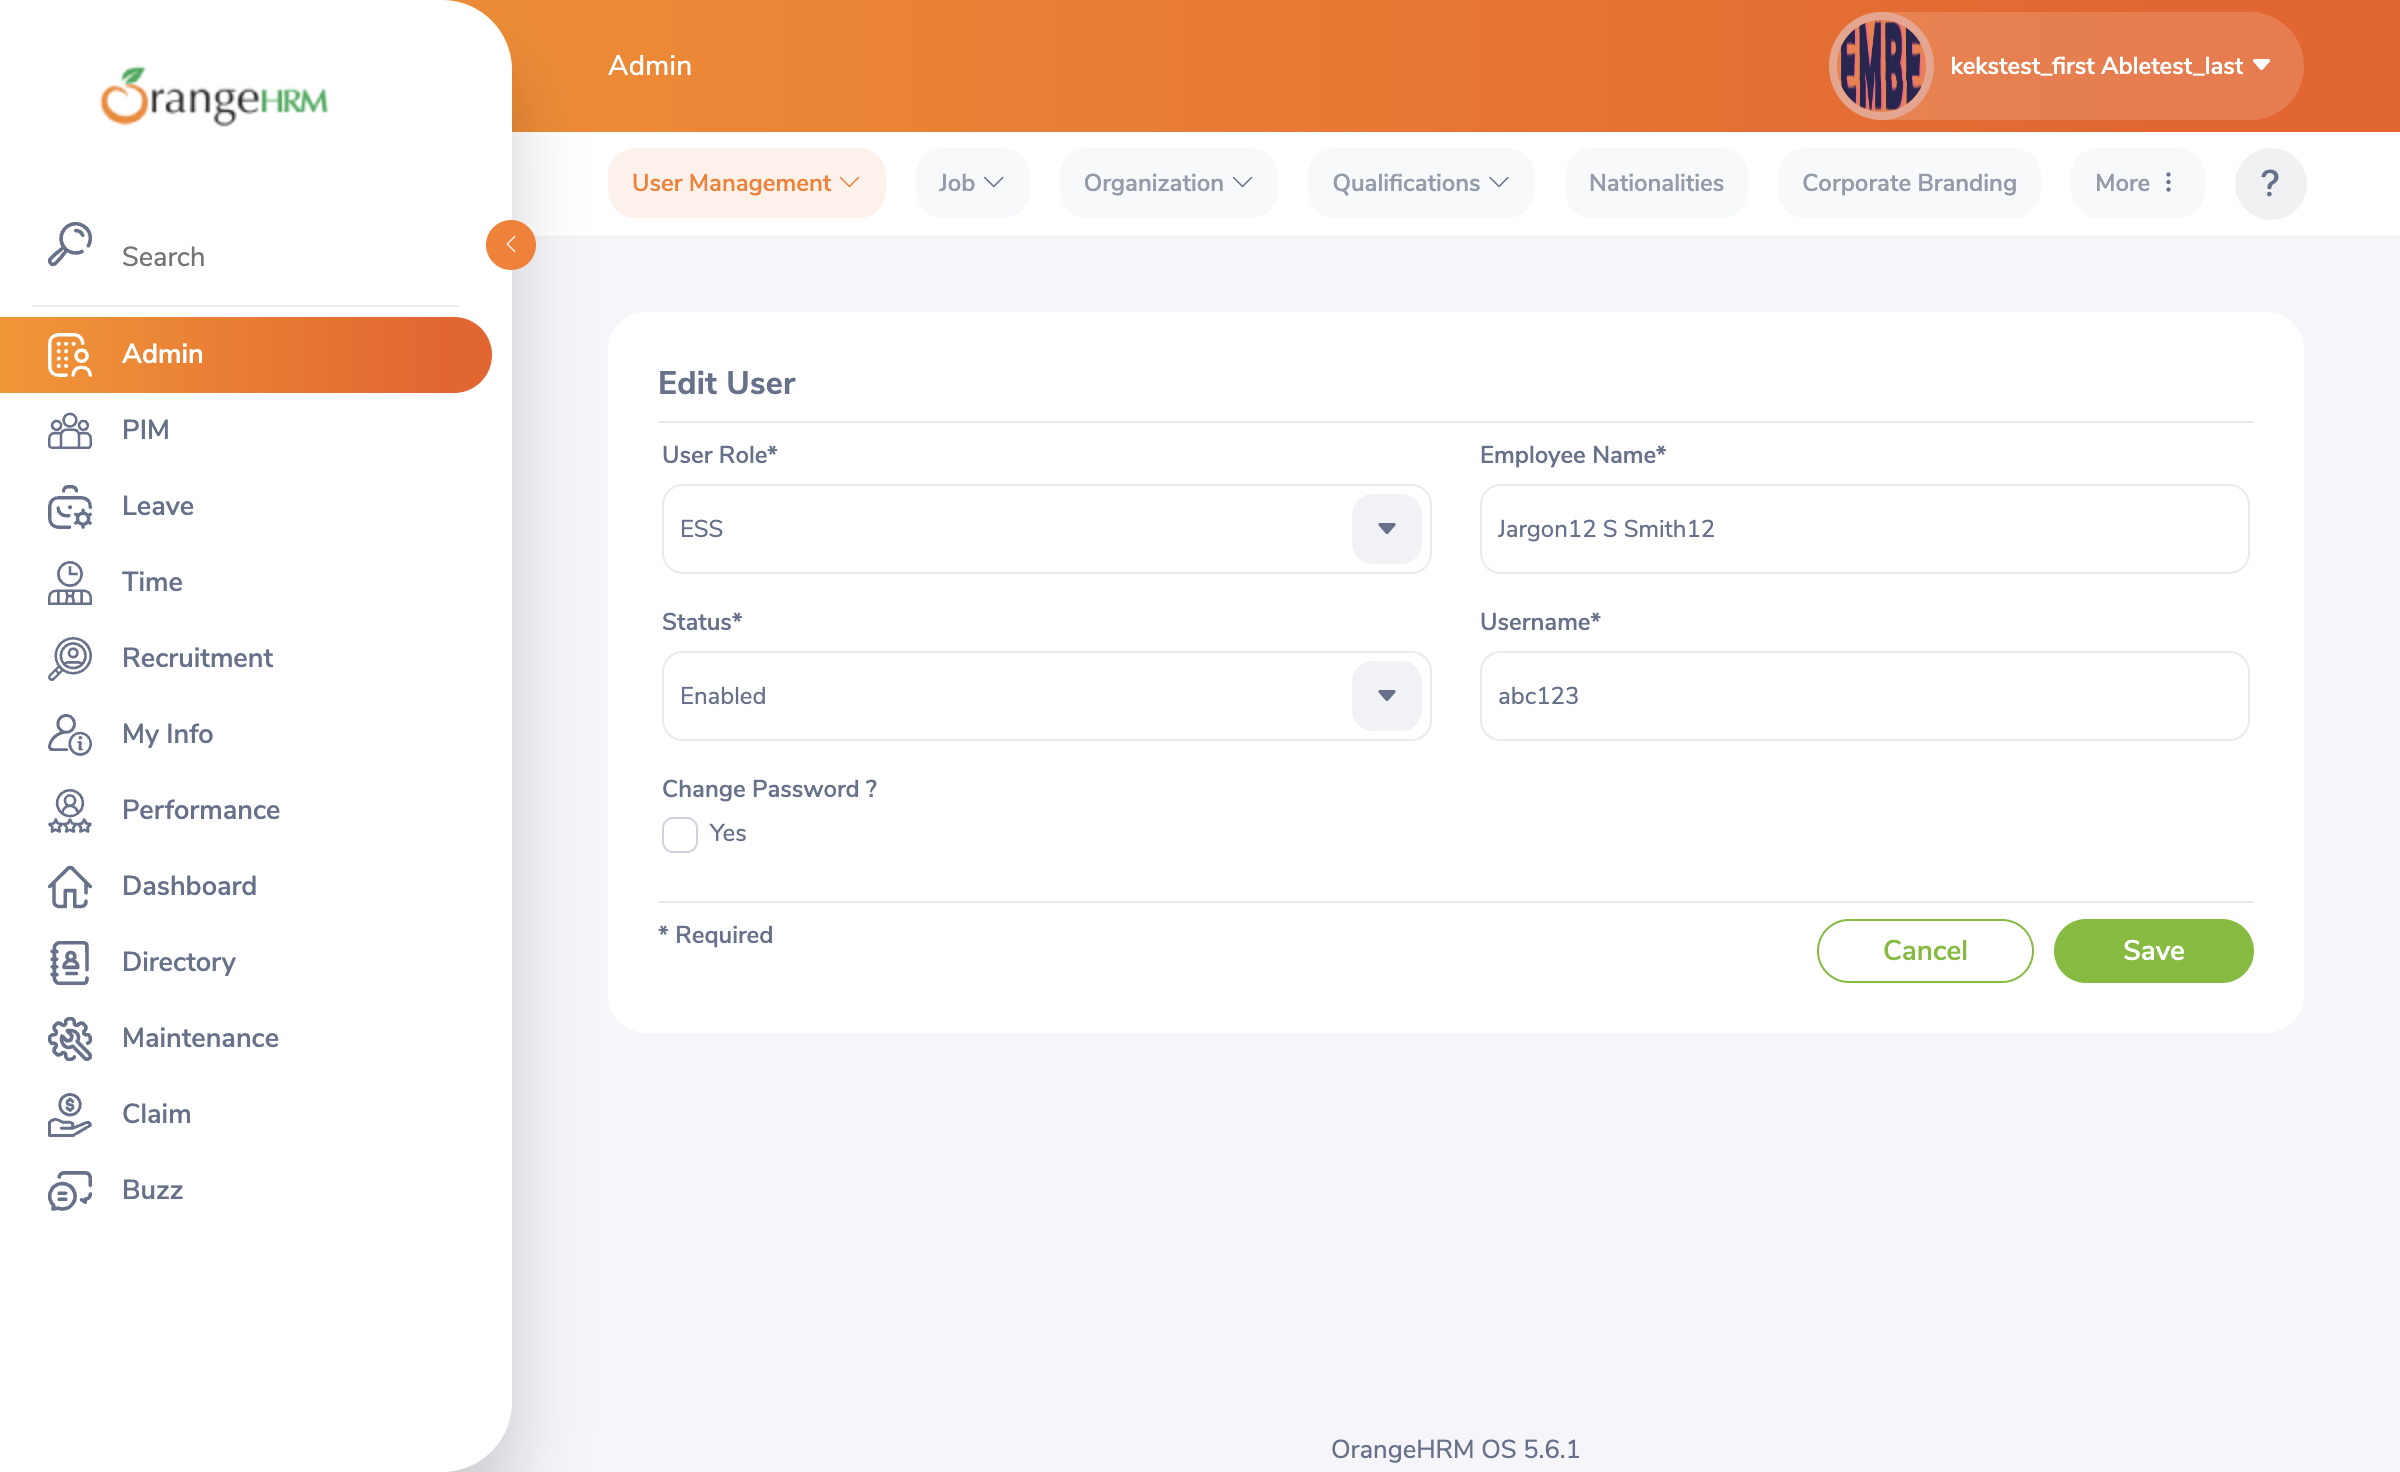 OrangeHRM
Search
Admin
PIM
Leave
Time
Recruitment
My Info
Performance
Dashboard
Directory
Maintenance
Claim
Buzz
Admin
EMBE
kekstest_first Abletest_last
User Management
Job
Organization
Qualifications
Nationalities
Corporate Branding
More
?
Edit User
User Role*
Employee Name*
ESS
Jargon12 S Smith12
Status*
Username*
Enabled
abc123
Change Password ?
Yes
* Required
Cancel
Save
OrangeHRM OS 5.6.1